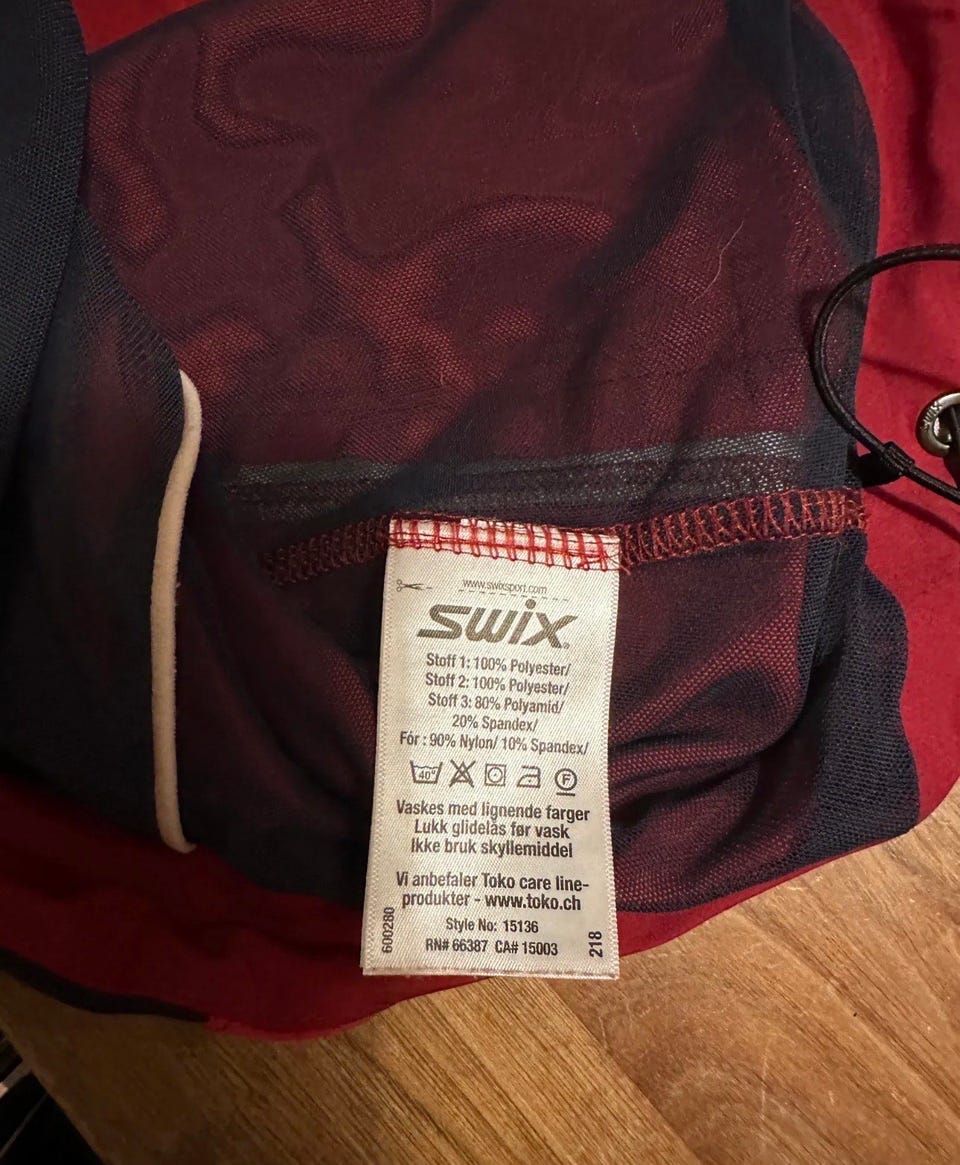 www.swixsport.com
swix
Stoff 1: 100% Polyester/
Stoff 2: 100% Polyester/
Stoff 3: 80% Polyamid/
20% Spandex/
Fór : 90% Nylon/ 10% Spandex/
40° F
Vaskes med lignende farger
Lukk glidelås før vask
Ikke bruk skyllemiddel
Vi anbefaler Toko care line-
produkter - www.toko.ch
Style No: 15136
RN# 66387 CA# 15003
600280
218